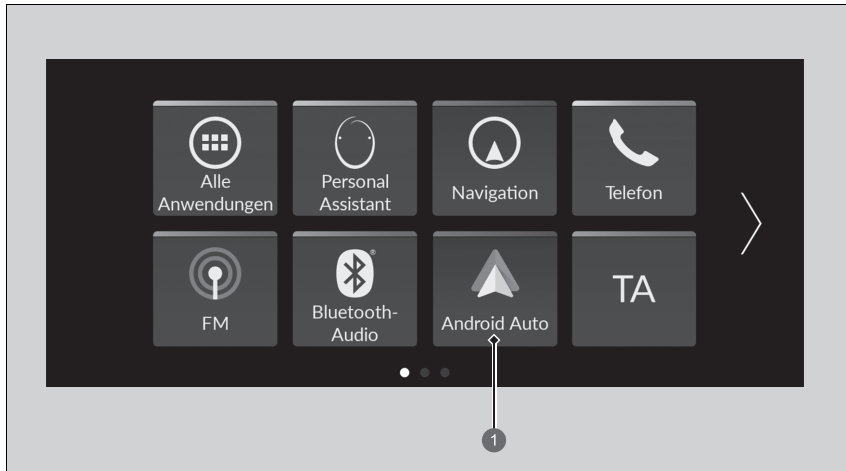 Alle
Anwendungen
Personal
Assistant
Navigation
Telefon
FM
Bluetooth-
Audio
Android Auto
TA
1